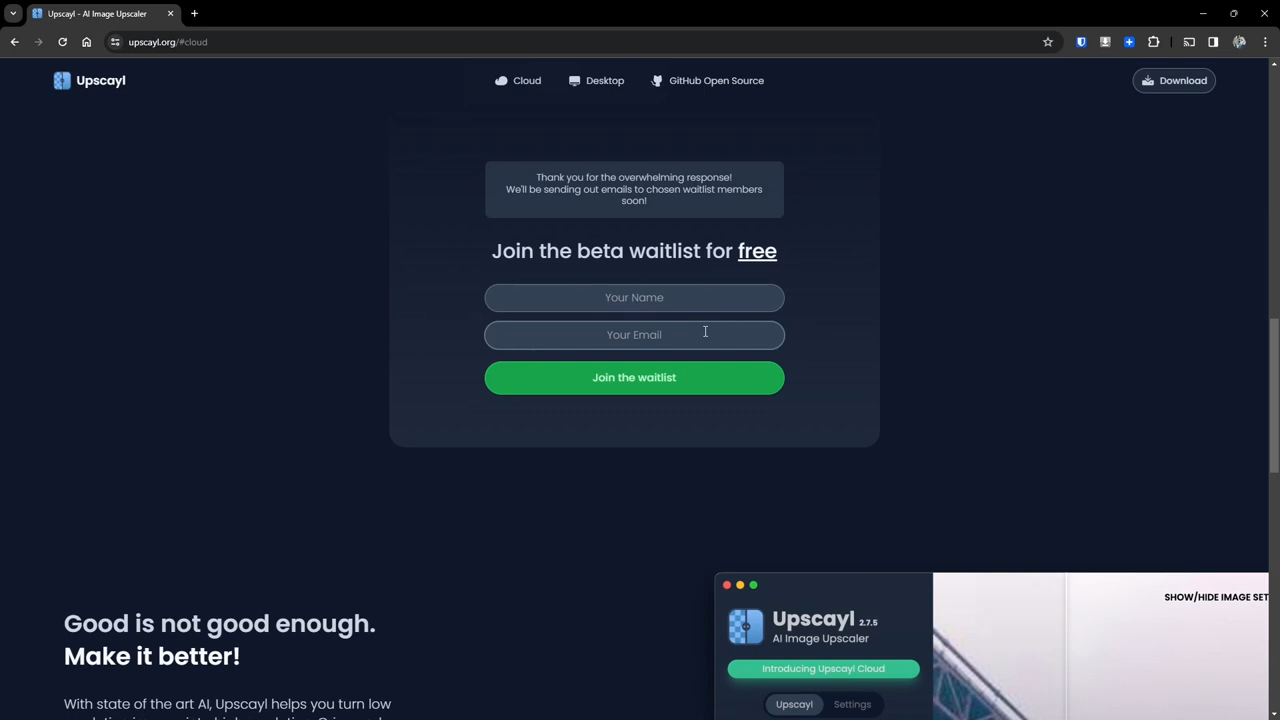 Upscayl - AI Image Upscaler
upscayl.org/#cloud
Upscayl
Cloud
Desktop
GitHub Open Source
Download
Thank you for the overwhelming response!
We'll be sending out emails to chosen waitlist members
soon!
Join the beta waitlist for free
Your Name
Your Email
Join the waitlist
Good is not good enough.
Make it better!
With state of the art AI, Upscayl helps you turn low
Upscayl 2.7.5
AI Image Upscaler
Introducing Upscayl Cloud
Upscayl
Settings
SHOW/HIDE IMAGE SET